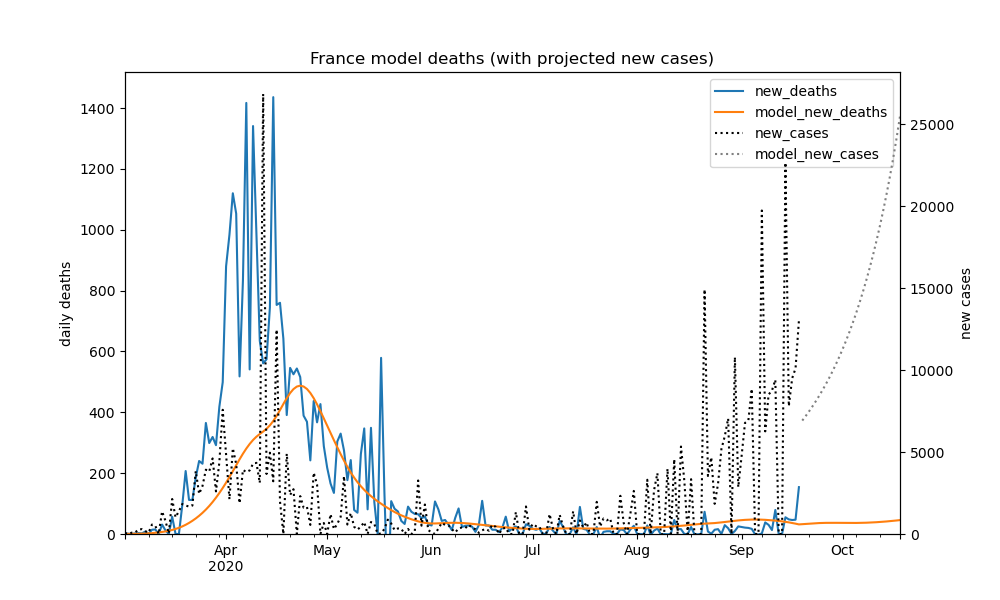 France model deaths (with projected new cases)
new_deaths
model_new_deaths
new_cases
model_new_cases
daily deaths
1400
1200
1000
800
600
400
200
0
new cases
25000
20000
15000
10000
5000
0
Apr May Jun Jul Aug Sep Oct
2020